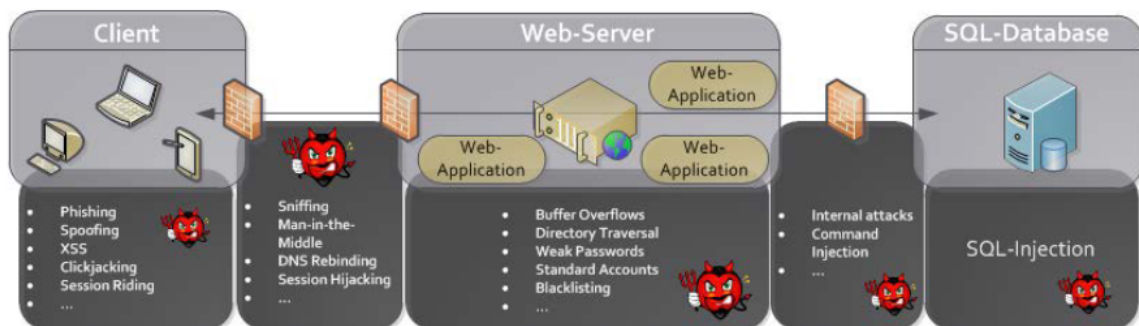 Client
Web-Server
SQL-Database
Web-
Application
Web-
Application
Web-
Application
• Phishing
• Spoofing
• XSS
• Clickjacking
• Session Riding
• ...
• Sniffing
• Man-in-the-
Middle
• DNS Rebinding
• Session Hijacking
• ...
• Buffer Overflows
• Directory Traversal
• Weak Passwords
• Standard Accounts
• Blacklisting
• ...
• Internal attacks
• Command
Injection
• ...
SQL-Injection